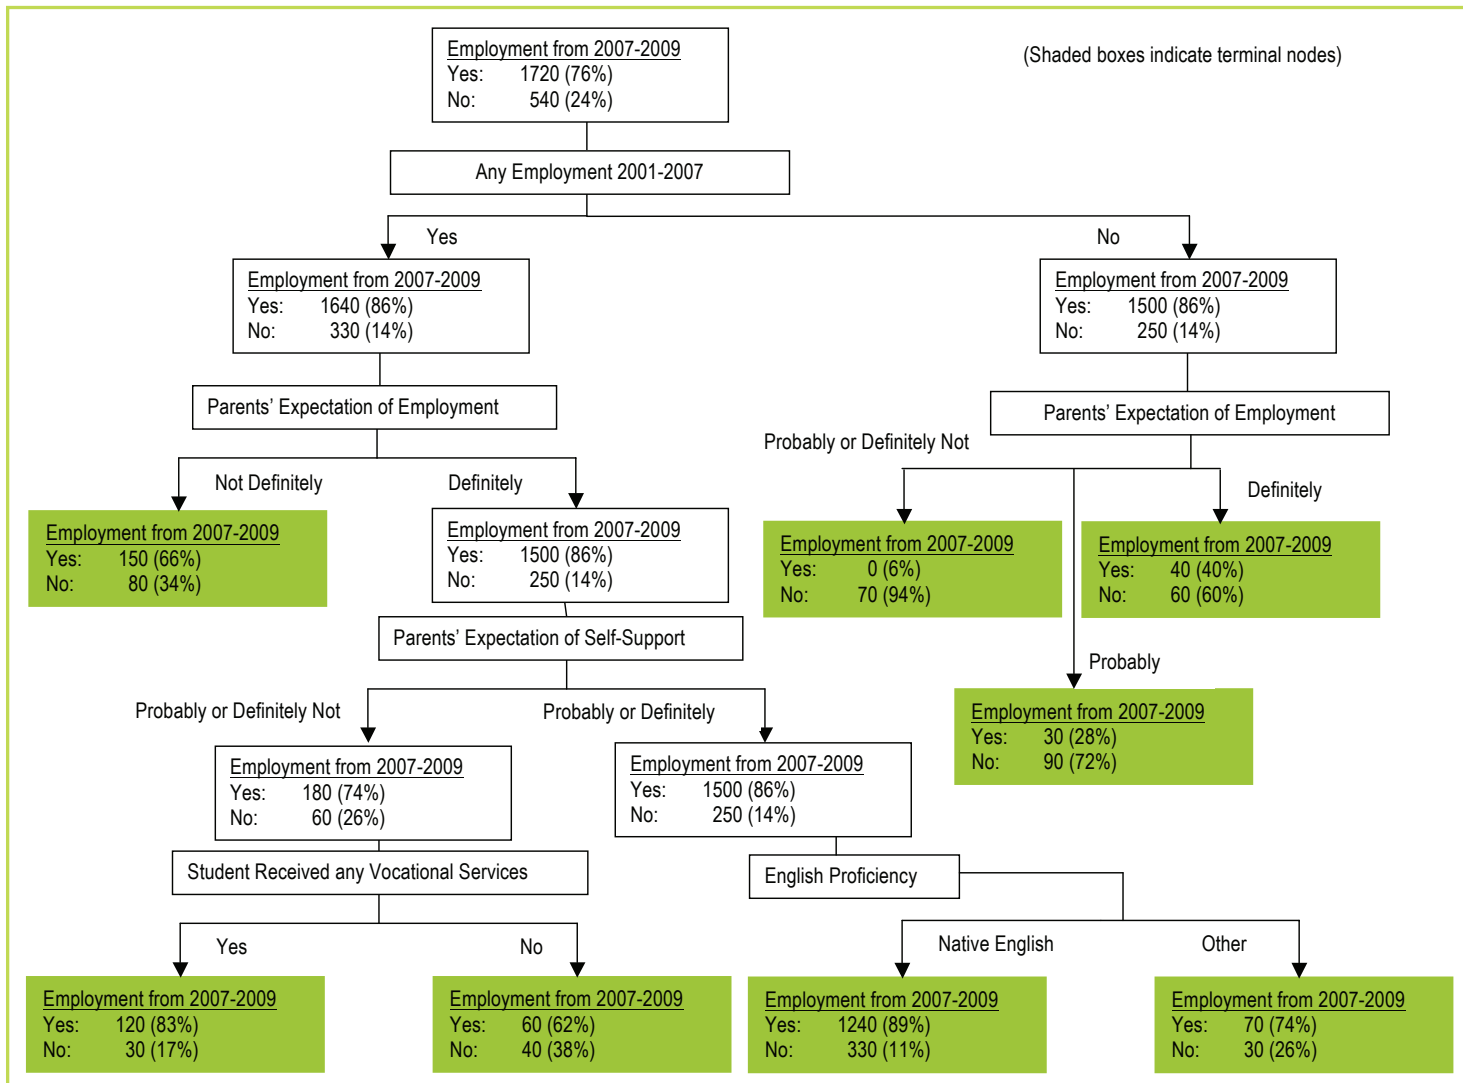 Employment from 2007-2009
Yes: 1720 (76%)
No: 540 (24%)
(Shaded boxes indicate terminal nodes)
Any Employment 2001-2007
Yes
No
Employment from 2007-2009
Yes: 1640 (86%)
No: 330 (14%)
Employment from 2007-2009
Yes: 1500 (86%)
No: 250 (14%)
Parents’ Expectation of Employment
Parents’ Expectation of Employment
Not Definitely
Definitely
Probably or Definitely Not
Definitely
Employment from 2007-2009
Yes: 150 (66%)
No: 80 (34%)
Employment from 2007-2009
Yes: 1500 (86%)
No: 250 (14%)
Employment from 2007-2009
Yes: 0 (6%)
No: 70 (94%)
Employment from 2007-2009
Yes: 40 (40%)
No: 60 (60%)
Parents’ Expectation of Self-Support
Probably
Probably or Definitely Not
Probably or Definitely
Employment from 2007-2009
Yes: 30 (28%)
No: 90 (72%)
Employment from 2007-2009
Yes: 180 (74%)
No: 60 (26%)
Employment from 2007-2009
Yes: 1500 (86%)
No: 250 (14%)
Student Received any Vocational Services
English Proficiency
Yes
No
Native English
Other
Employment from 2007-2009
Yes: 120 (83%)
No: 30 (17%)
Employment from 2007-2009
Yes: 60 (62%)
No: 40 (38%)
Employment from 2007-2009
Yes: 1240 (89%)
No: 330 (11%)
Employment from 2007-2009
Yes: 70 (74%)
No: 30 (26%)